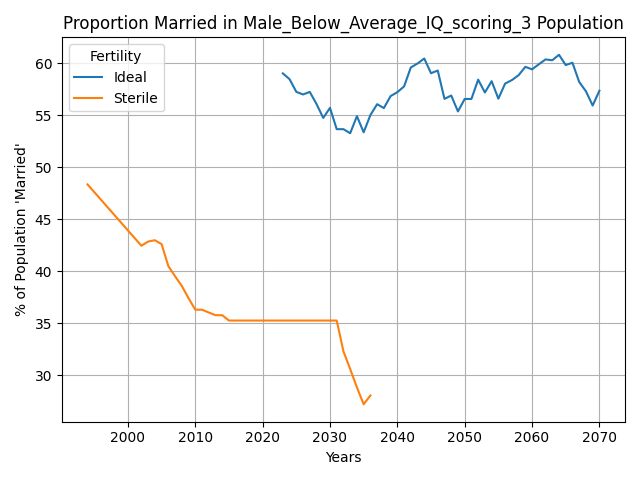 Proportion Married in Male_Below_Average_IQ_scoring_3 Population
Fertility
Ideal
Sterile
% of Population 'Married'
60
55
50
45
40
35
30
2000 2010 2020 2030 2040 2050 2060 2070
Years